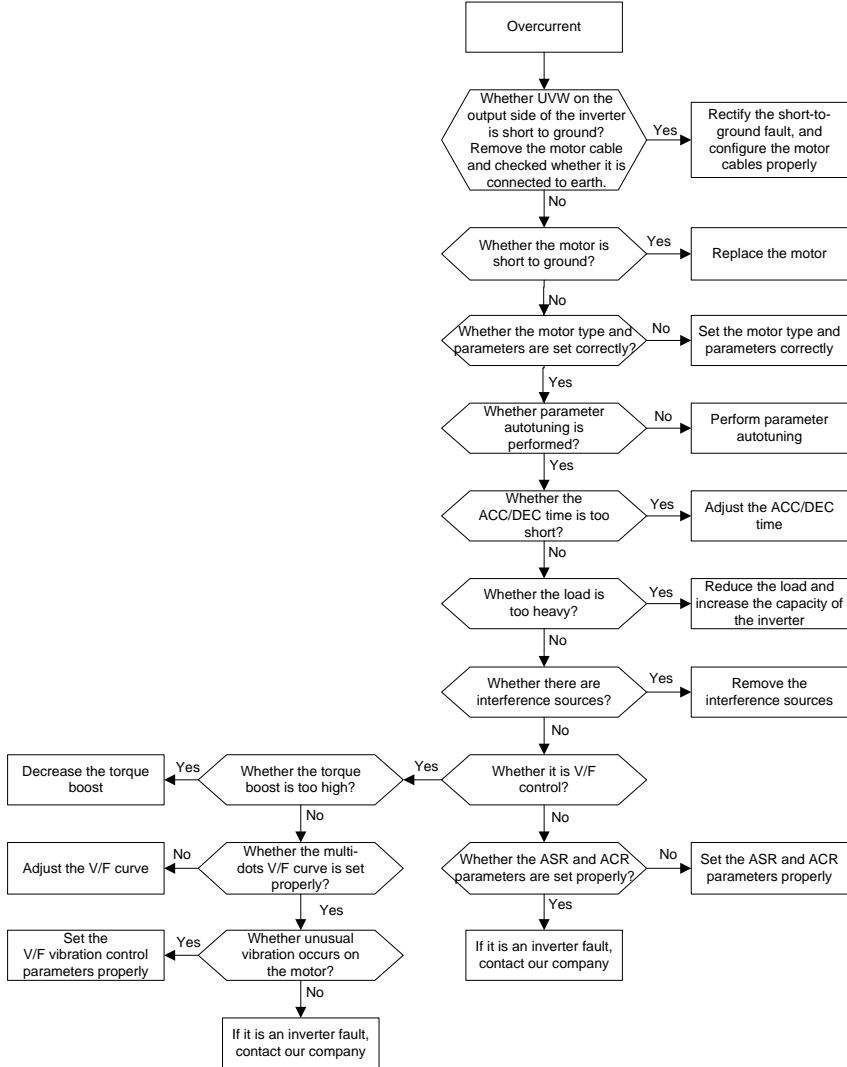 Overcurrent
Whether UVW on the
output side of the inverter
is short to ground?
Remove the motor cable
and checked whether it is
connected to earth.
Yes
Rectify the short-to-
ground fault, and
configure the motor
cables properly
No
Whether the motor is
short to ground?
Yes
Replace the motor
No
Whether the motor type and
parameters are set correctly?
No
Set the motor type and
parameters correctly
Yes
Whether parameter
autotuning is
performed?
No
Perform parameter
autotuning
Yes
Whether the
ACC/DEC time is too
short?
Yes
Adjust the ACC/DEC
time
No
Whether the load is
too heavy?
Yes
Reduce the load and
increase the capacity of
the inverter
No
Whether there are
interference sources?
Yes
Remove the
interference sources
No
Whether it is V/F
control?
Yes
Whether the torque
boost is too high?
Yes
Decrease the torque
boost
No
Whether the multi-
dots V/F curve is set
properly?
No
Adjust the V/F curve
Yes
Whether unusual
vibration occurs on
the motor?
Yes
Set the
V/F vibration control
parameters properly
No
If it is an inverter fault,
contact our company
No
Whether the ASR and ACR
parameters are set properly?
No
Set the ASR and ACR
parameters properly
Yes
If it is an inverter fault,
contact our company